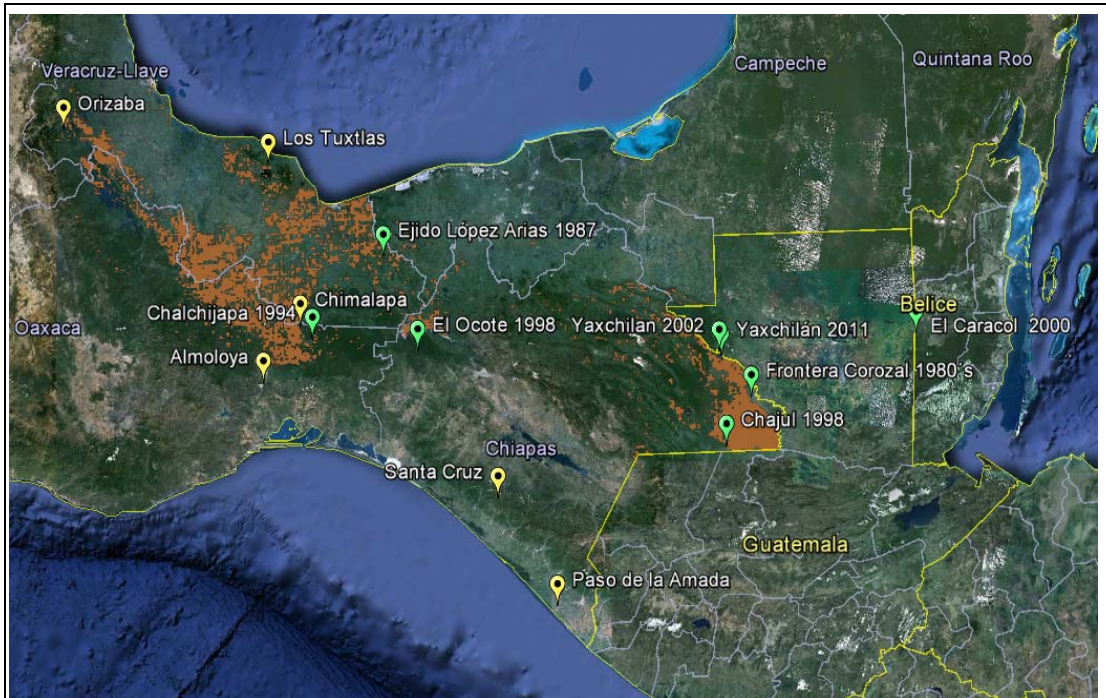 Veracruz-Llave
Campeche
Quintana Roo
Orizaba
Los Tuxtlas
Ejido López Arias 1987
Chimalapa
Chalchijapa 1994
Belice
Oaxaca
El Ocote 1998
Yaxchilan 2002
Yaxchilán 2011
El Caracol 2000
Almoloya
Frontera Corozal 1980´s
Chajul 1998
Chiapas
Santa Cruz
Guatemala
Paso de la Amada